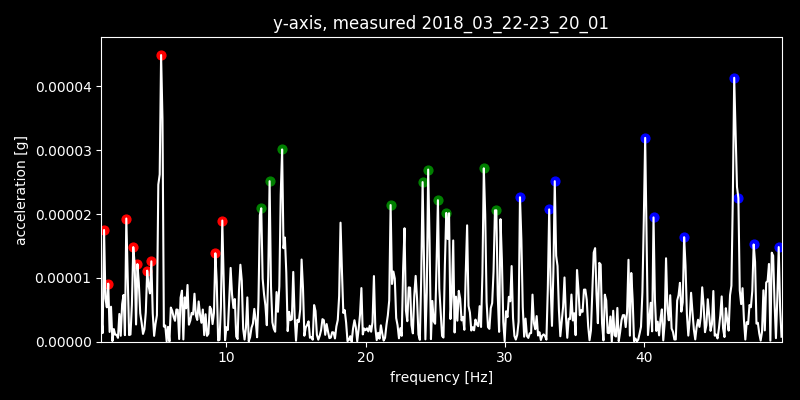 y-axis, measured 2018_03_22-23_20_01
0.00004
0.00003
0.00002
0.00001
0.00000
acceleration [g]
10 20 30 40
frequency [Hz]